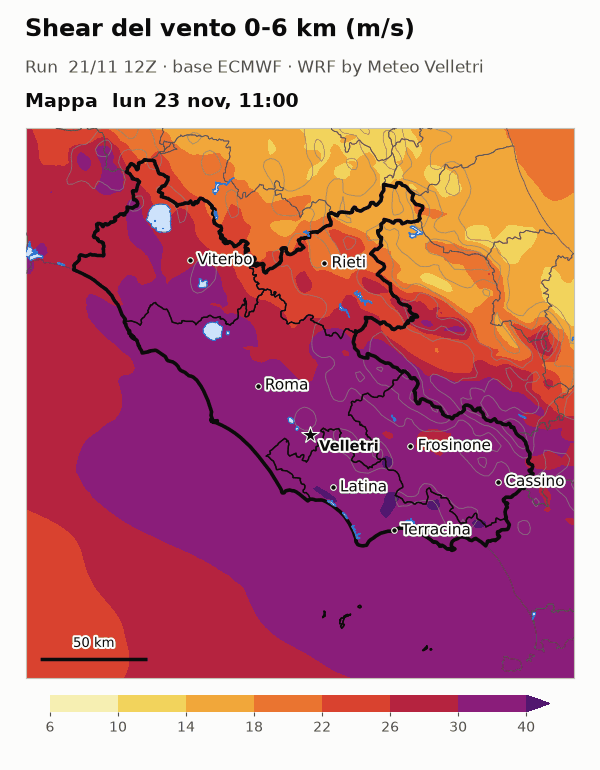 Shear del vento 0-6 km (m/s)
Run  21/11 12Z · base ECMWF · WRF by Meteo Velletri
Mappa  lun 23 nov, 11:00
Viterbo
Rieti
Roma
Velletri
Frosinone
Cassino
Latina
Terracina
50 km
6 10 14 18 22 26 30 40